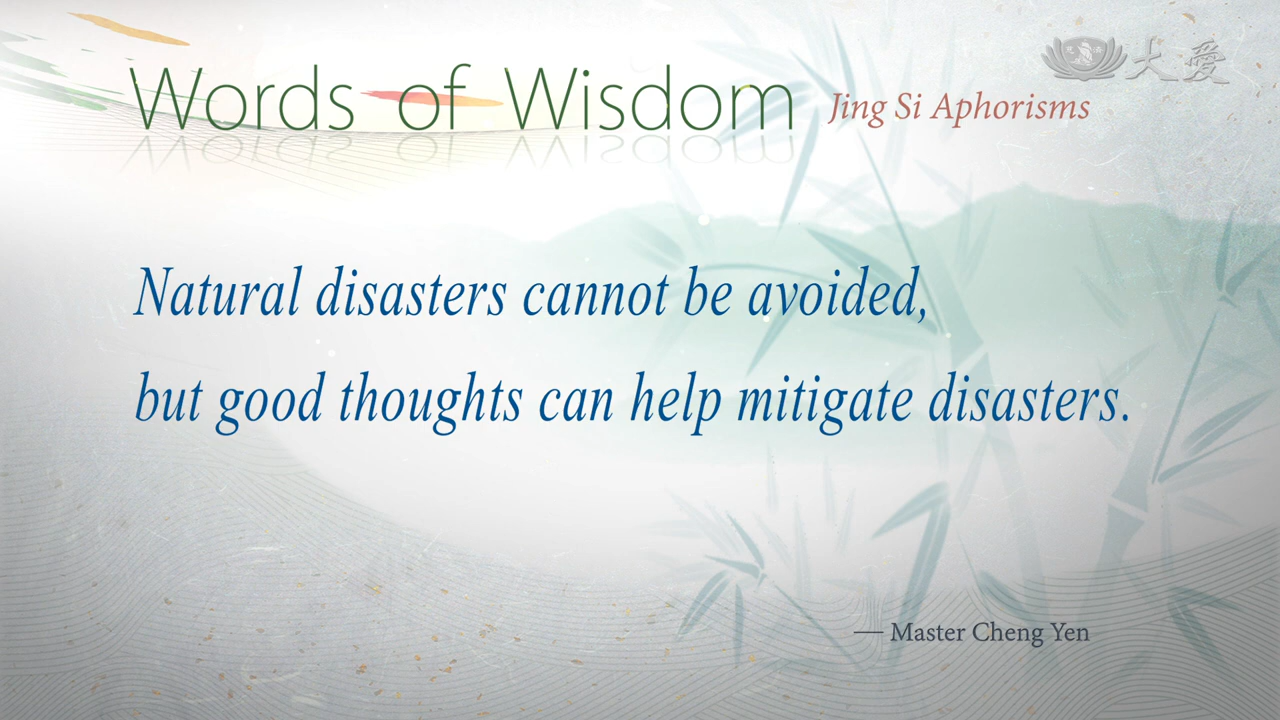 大愛
Words of Wisdom Jing Si Aphorisms
Natural disasters cannot be avoided,
but good thoughts can help mitigate disasters.
— Master Cheng Yen